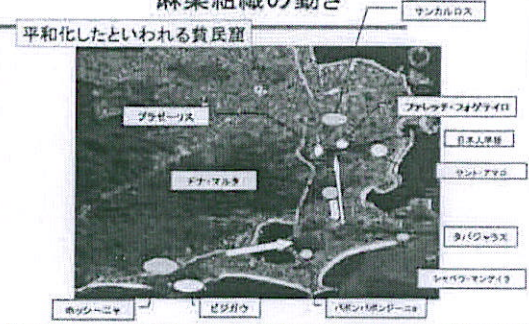 麻薬組織の動き
サンカルロス
平和化したといわれる貧民窟
プラゼーリス
ファレッチ・フォゲテイロ
日本人学校
サント・アマロ
ドナ・マルタ
タバジャラス
シャペウ・マンゲイラ
ホッシーニャ
ビジガウ
パボン・パボンジーニョ